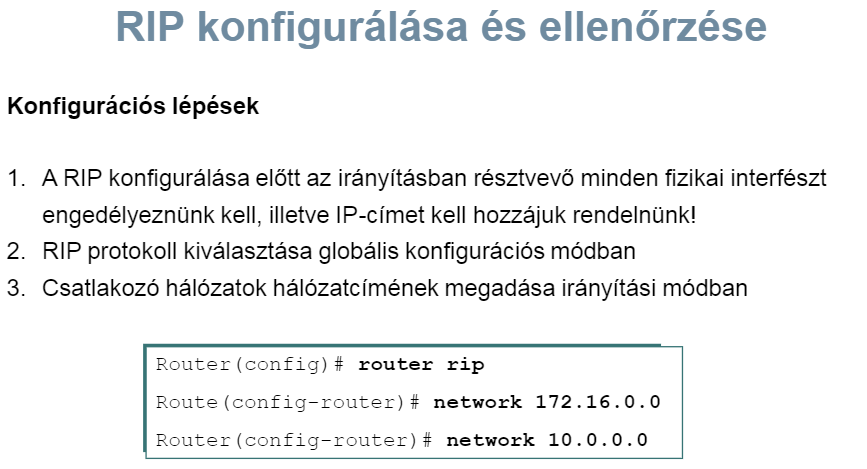 RIP konfigurálása és ellenőrzése
Konfigurációs lépések
1. A RIP konfigurálása előtt az irányításban résztvevő minden fizikai interfészt
engedélyeznünk kell, illetve IP-címet kell hozzájuk rendelnünk!
2. RIP protokoll kiválasztása globális konfigurációs módban
3. Csatlakozó hálózatok hálózatcímének megadása irányítási módban
Router(config)# router rip
Route(config-router)# network 172.16.0.0
Router(config-router)# network 10.0.0.0